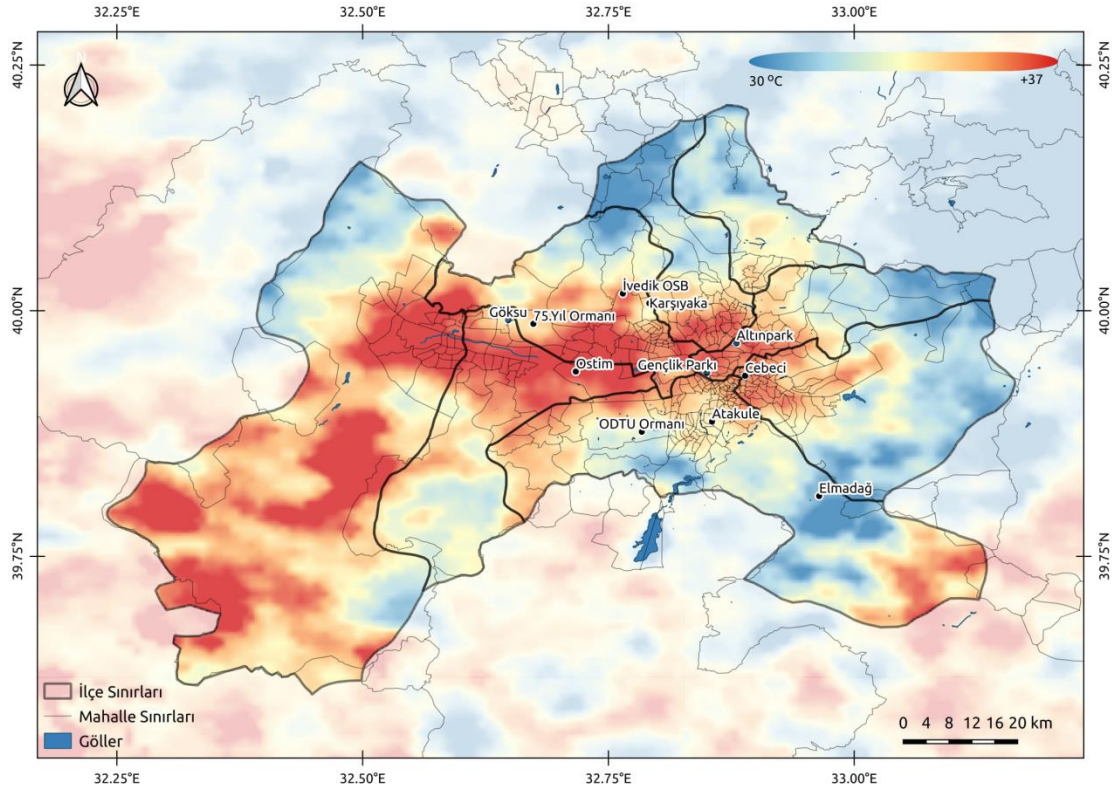 32.25°E 32.50°E 32.75°E 33.00°E
40.25°N 40.25°N
30 °C +37
40.00°N 40.00°N
İvedik OSB
Karşıyaka
Göksu 75.Yıl Ormanı
Altınpark
Ostim Gençlik Parkı Cebeci
ODTU Ormanı Atakule
Elmadağ
39.75°N 39.75°N
İlçe Sınırları
Mahalle Sınırları
Göller
0 4 8 12 16 20 km
32.25°E 32.50°E 32.75°E 33.00°E